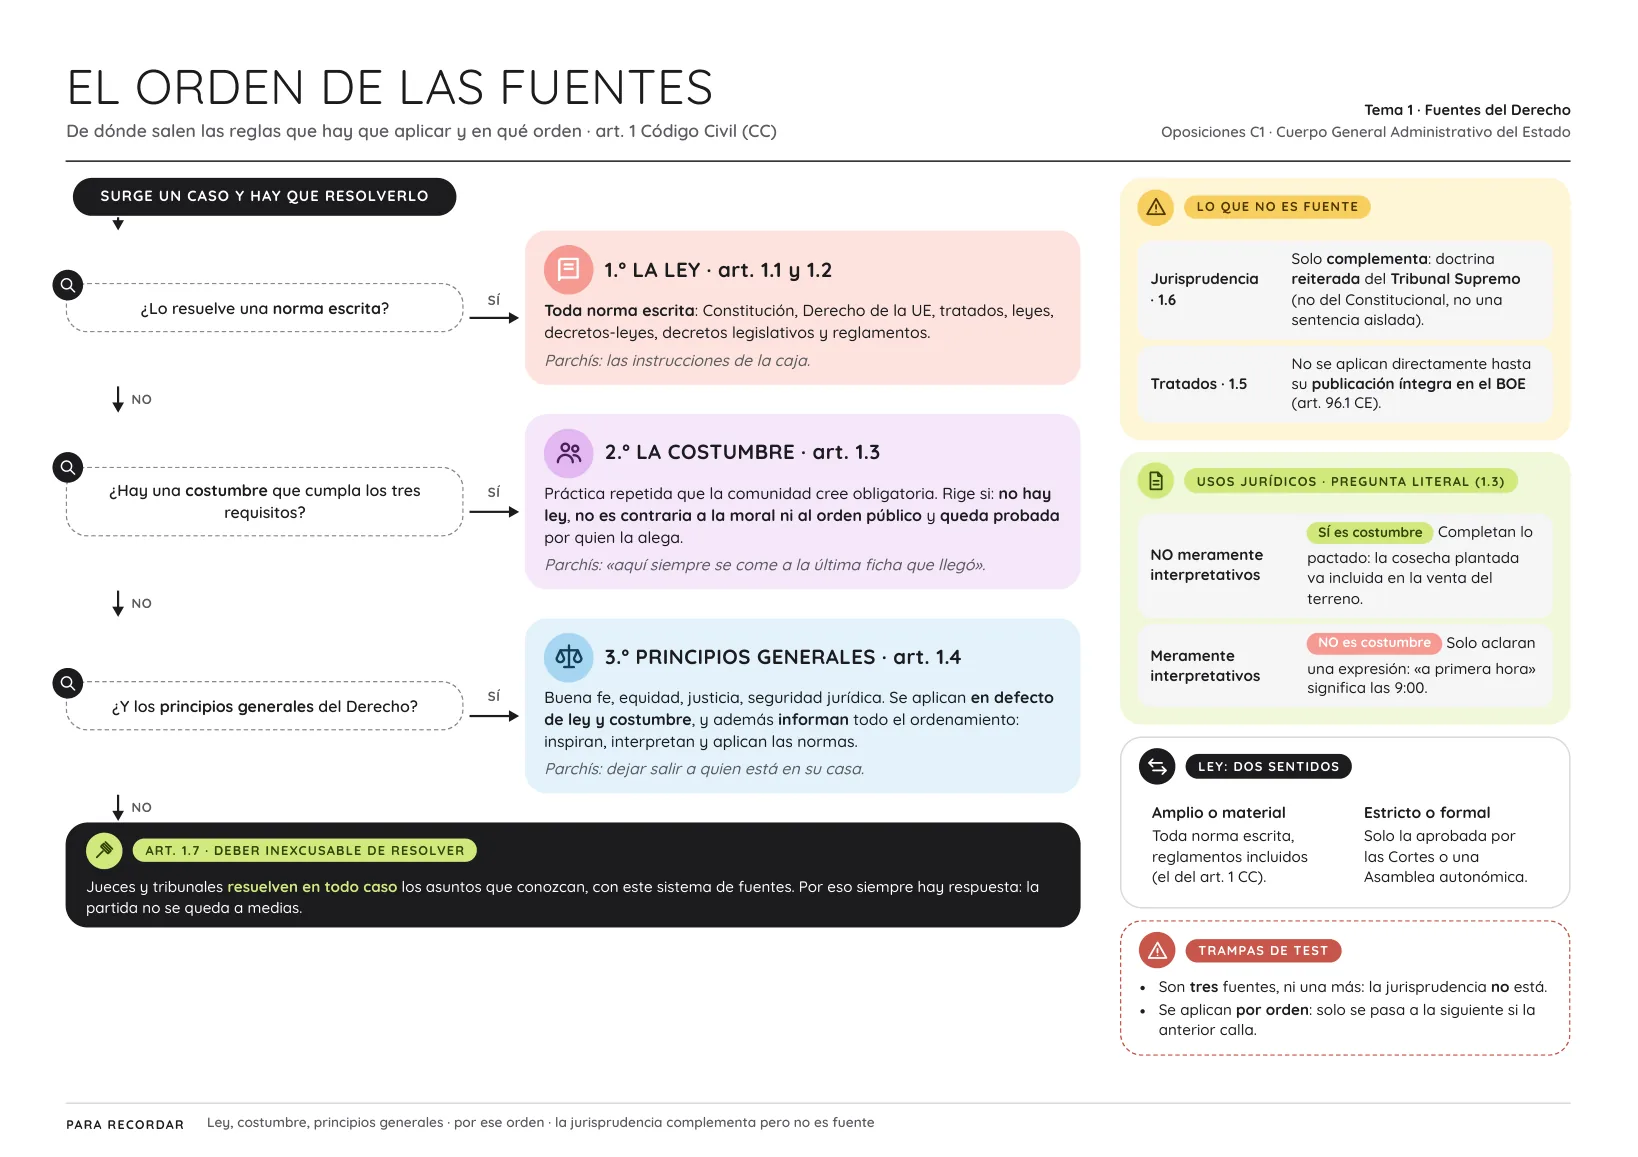 EL ORDEN DE LAS FUENTES
De dónde salen las reglas que hay que aplicar y en qué orden · art. 1 Código Civil (CC)
Tema 1 · Fuentes del Derecho
Oposiciones C1 · Cuerpo General Administrativo del Estado
SURGE UN CASO Y HAY QUE RESOLVERLO
¿Lo resuelve una norma escrita?
SÍ
1.º LA LEY · art. 1.1 y 1.2
Toda norma escrita: Constitución, Derecho de la UE, tratados, leyes,
decretos-leyes, decretos legislativos y reglamentos.
Parchís: las instrucciones de la caja.
NO
¿Hay una costumbre que cumpla los tres
requisitos?
SÍ
2.º LA COSTUMBRE · art. 1.3
Práctica repetida que la comunidad cree obligatoria. Rige si: no hay
ley, no es contraria a la moral ni al orden público y queda probada
por quien la alega.
Parchís: «aquí siempre se come a la última ficha que llegó».
NO
¿Y los principios generales del Derecho?
SÍ
3.º PRINCIPIOS GENERALES · art. 1.4
Buena fe, equidad, justicia, seguridad jurídica. Se aplican en defecto
de ley y costumbre, y además informan todo el ordenamiento:
inspiran, interpretan y aplican las normas.
Parchís: dejar salir a quien está en su casa.
NO
ART. 1.7 · DEBER INEXCUSABLE DE RESOLVER
Jueces y tribunales resuelven en todo caso los asuntos que conozcan, con este sistema de fuentes. Por eso siempre hay respuesta: la
partida no se queda a medias.
LO QUE NO ES FUENTE
Jurisprudencia
· 1.6
Solo complementa: doctrina
reiterada del Tribunal Supremo
(no del Constitucional, no una
sentencia aislada).
Tratados · 1.5
No se aplican directamente hasta
su publicación íntegra en el BOE
(art. 96.1 CE).
USOS JURÍDICOS · PREGUNTA LITERAL (1.3)
NO meramente
interpretativos
SÍ es costumbre Completan lo
pactado: la cosecha plantada
va incluida en la venta del
terreno.
Meramente
interpretativos
NO es costumbre Solo aclaran
una expresión: «a primera hora»
significa las 9:00.
LEY: DOS SENTIDOS
Amplio o material
Toda norma escrita,
reglamentos incluidos
(el del art. 1 CC).
Estricto o formal
Solo la aprobada por
las Cortes o una
Asamblea autonómica.
TRAMPAS DE TEST
• Son tres fuentes, ni una más: la jurisprudencia no está.
• Se aplican por orden: solo se pasa a la siguiente si la
anterior calla.
PARA RECORDAR Ley, costumbre, principios generales · por ese orden · la jurisprudencia complementa pero no es fuente